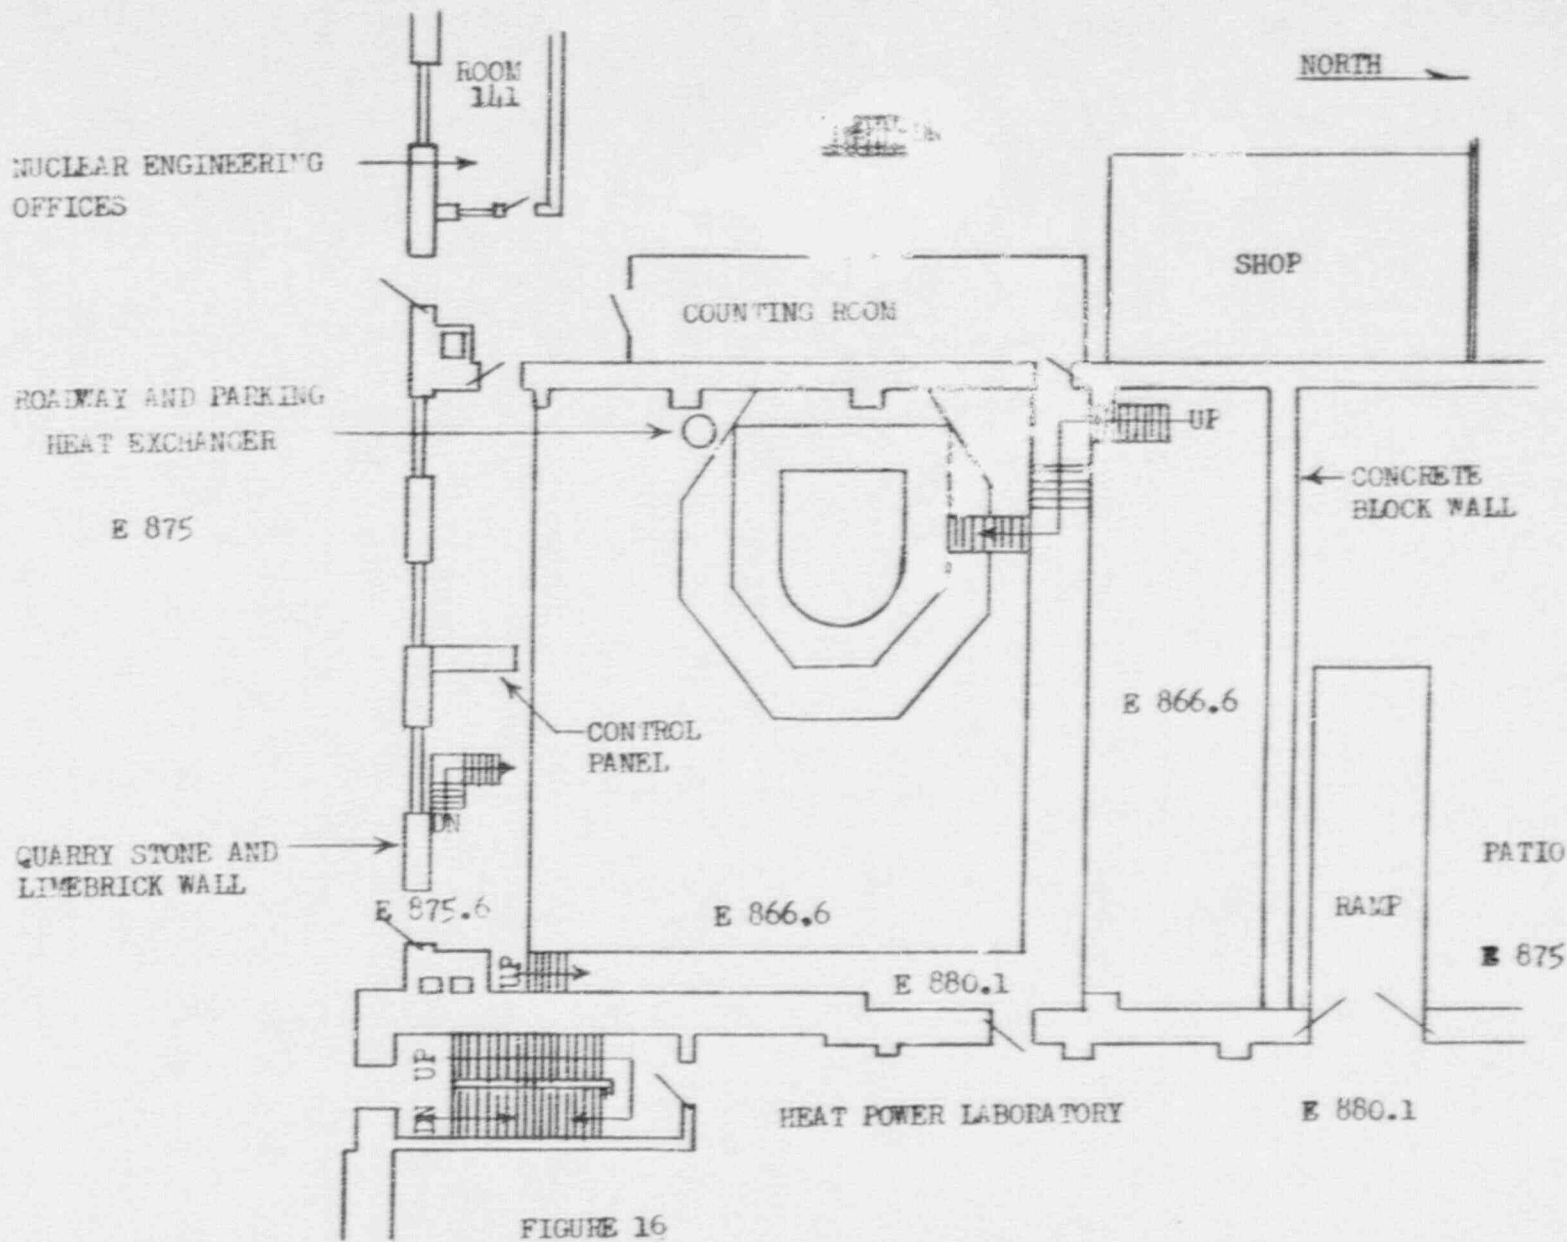 ROOM
141
NORTH
NUCLEAR ENGINEERING
OFFICES
SHOP
COUNTING ROOM
ROADWAY AND PARKING
HEAT EXCHANGER
UP
CONCRETE
BLOCK WALL
E 875
E 866.6
CONTROL
PANEL
DN
QUARRY STONE AND
LIMEBRICK WALL
PATIO
E 875.6
E 866.6
RAMP
UP
E 880.1
E 875
UP
DN
HEAT POWER LABORATORY
E 880.1
FIGURE 16